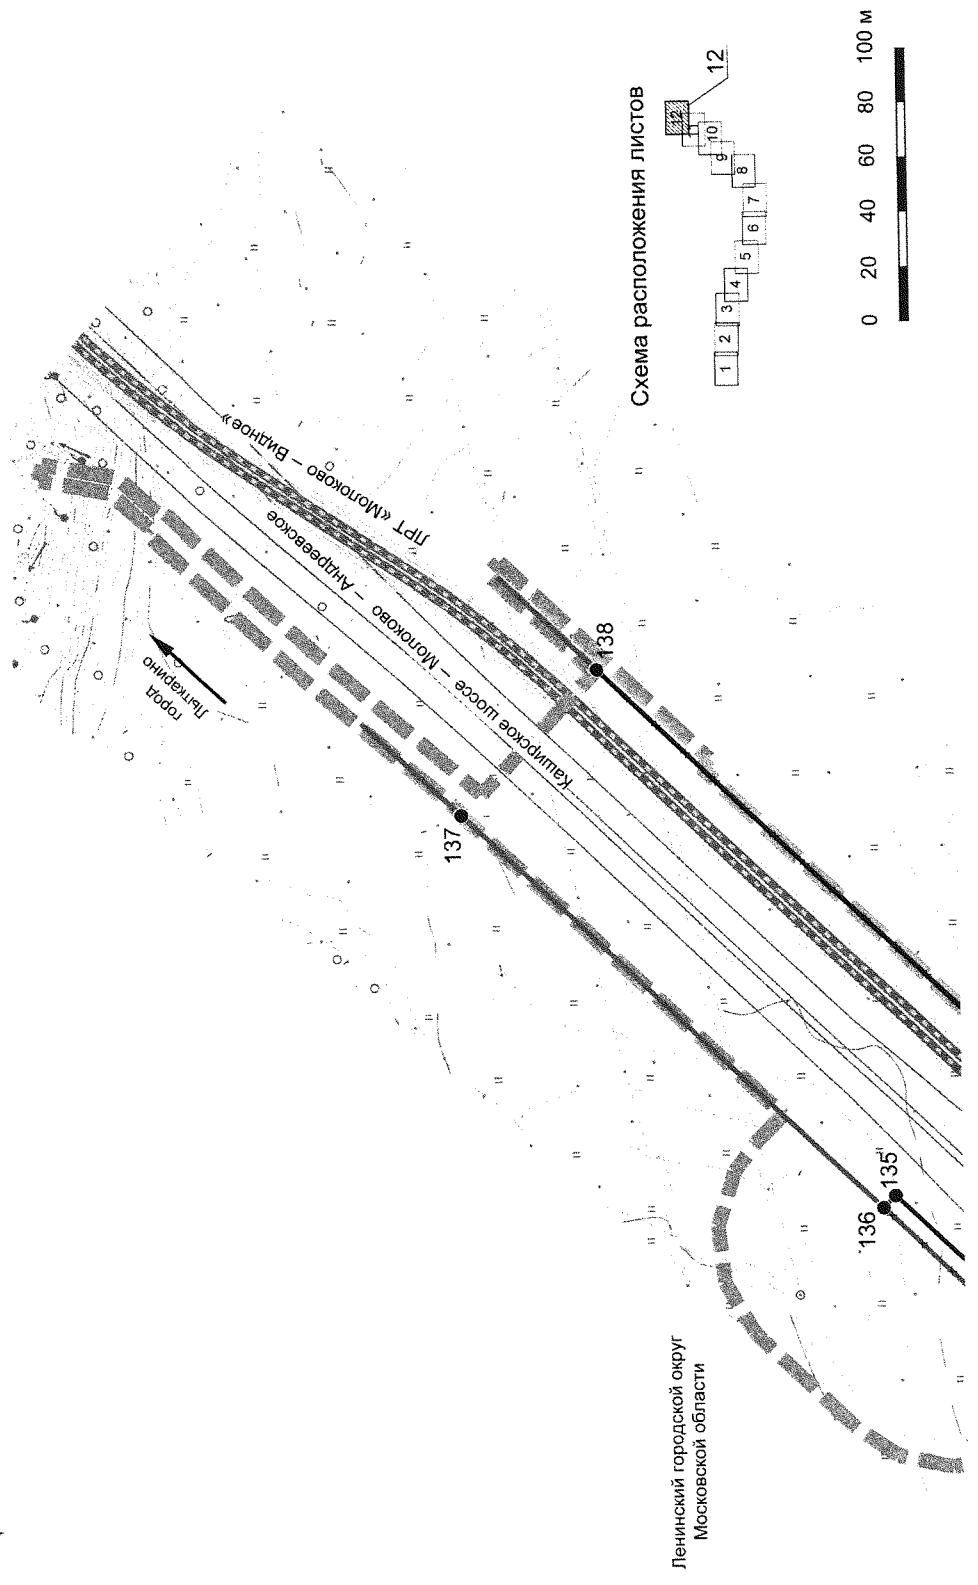 город
Лыткарино
ЛРТ «Молоково – Видное»
Каширское шоссе – Молоково – Андреевское
137
138
136
135
Ленинский городской округ
Московской области
Схема расположения листов
1
2
3
4
5
6
7
8
9
10
12
12
0 20 40 60 80 100 м